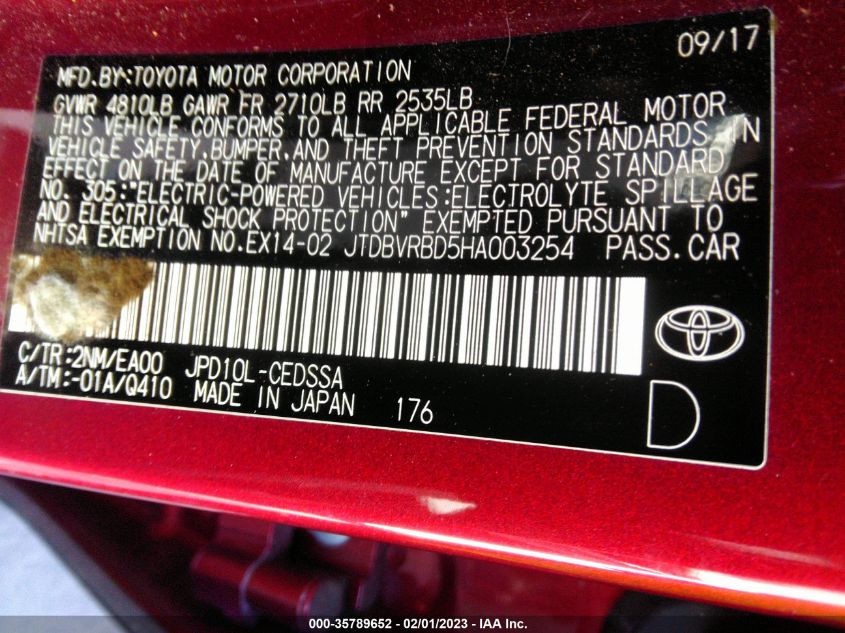 09/17
MFD.BY:TOYOTA MOTOR CORPORATION
GVWR 4810LB GAWR FR 2710LB RR 2535LB
THIS VEHICLE CONFORMS TO ALL APPLICABLE FEDERAL MOTOR
VEHICLE SAFETY,BUMPER,AND THEFT PREVENTION STANDARDS IN
EFFECT ON THE DATE OF MANUFACTURE EXCEPT FOR STANDARD
NO. 305:"ELECTRIC-POWERED VEHICLES:ELECTROLYTE SPILLAGE
AND ELECTRICAL SHOCK PROTECTION" EXEMPTED PURSUANT TO
NHTSA EXEMPTION NO.EX14-02 JTDBVRBD5HA003254 PASS.CAR
C/TR:2NM/EA00 JPD10L-CEDSSA
A/TM:-01A/Q410 MADE IN JAPAN 176
D
000-35789652 - 02/01/2023 - IAA Inc.